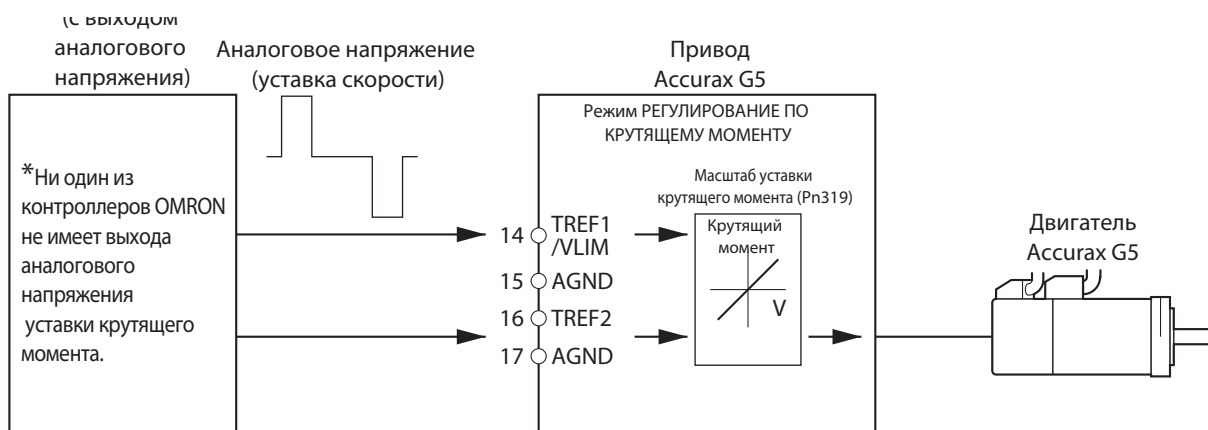 (с выходом
аналогового
напряжения)
Аналоговое напряжение
(уставка скорости)
Привод
Accurax G5
Режим РЕГУЛИРОВАНИЕ ПО
КРУТЯЩЕМУ МОМЕНТУ
*Ни один из
контроллеров OMRON
не имеет выхода
аналогового
напряжения
уставки крутящего
момента.
Масштаб уставки
крутящего момента (Pn319)
14 TREF1
/VLIM
15 AGND
16 TREF2
17 AGND
Крутящий
момент
V
Двигатель
Accurax G5